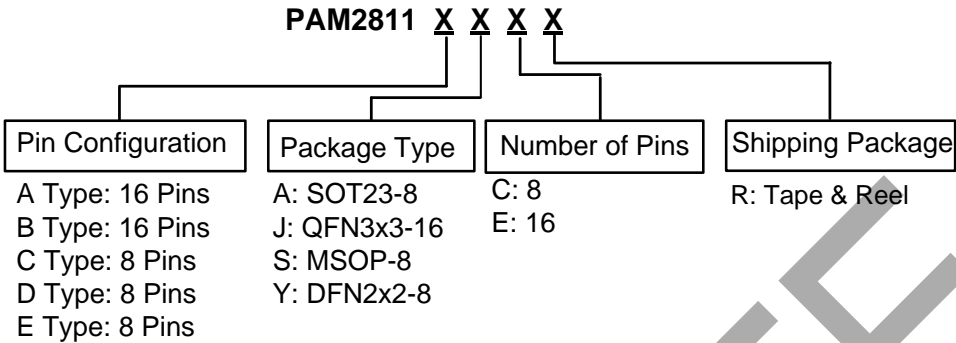 PAM2811 X X X X
Pin Configuration
A Type: 16 Pins
B Type: 16 Pins
C Type: 8 Pins
D Type: 8 Pins
E Type: 8 Pins
Package Type
A: SOT23-8
J: QFN3x3-16
S: MSOP-8
Y: DFN2x2-8
Number of Pins
C: 8
E: 16
Shipping Package
R: Tape & Reel